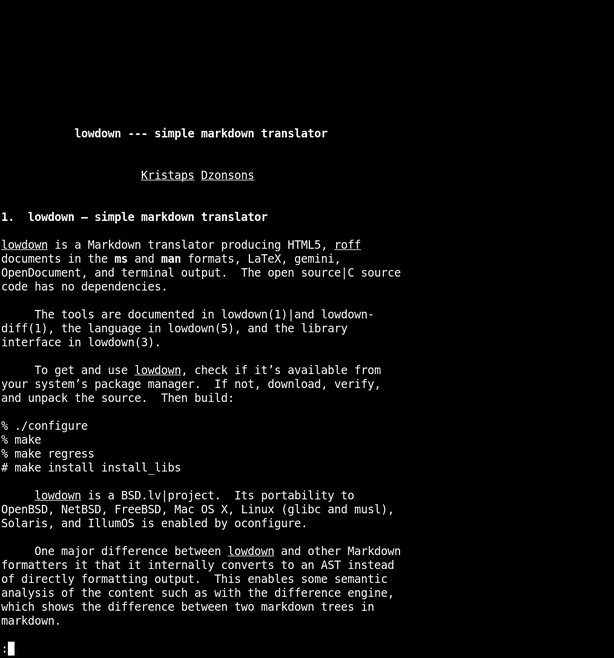 lowdown --- simple markdown translator
Kristaps Dzonsons
1.  lowdown — simple markdown translator
lowdown is a Markdown translator producing HTML5, roff
documents in the ms and man formats, LaTeX, gemini,
OpenDocument, and terminal output.  The open source|C source
code has no dependencies.
The tools are documented in lowdown(1)|and lowdown-
diff(1), the language in lowdown(5), and the library
interface in lowdown(3).
To get and use lowdown, check if it’s available from
your system’s package manager.  If not, download, verify,
and unpack the source.  Then build:
% ./configure
% make
% make regress
# make install install_libs
lowdown is a BSD.lv|project.  Its portability to
OpenBSD, NetBSD, FreeBSD, Mac OS X, Linux (glibc and musl),
Solaris, and IllumOS is enabled by oconfigure.
One major difference between lowdown and other Markdown
formatters it that it internally converts to an AST instead
of directly formatting output.  This enables some semantic
analysis of the content such as with the difference engine,
which shows the difference between two markdown trees in
markdown.
: